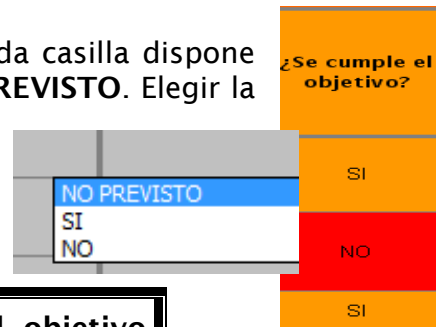 da casilla dispone
REVISTO. Elegir la
¿Se cumple el
objetivo?
NO PREVISTO
SI
NO
SI
NO
SI
objetivo